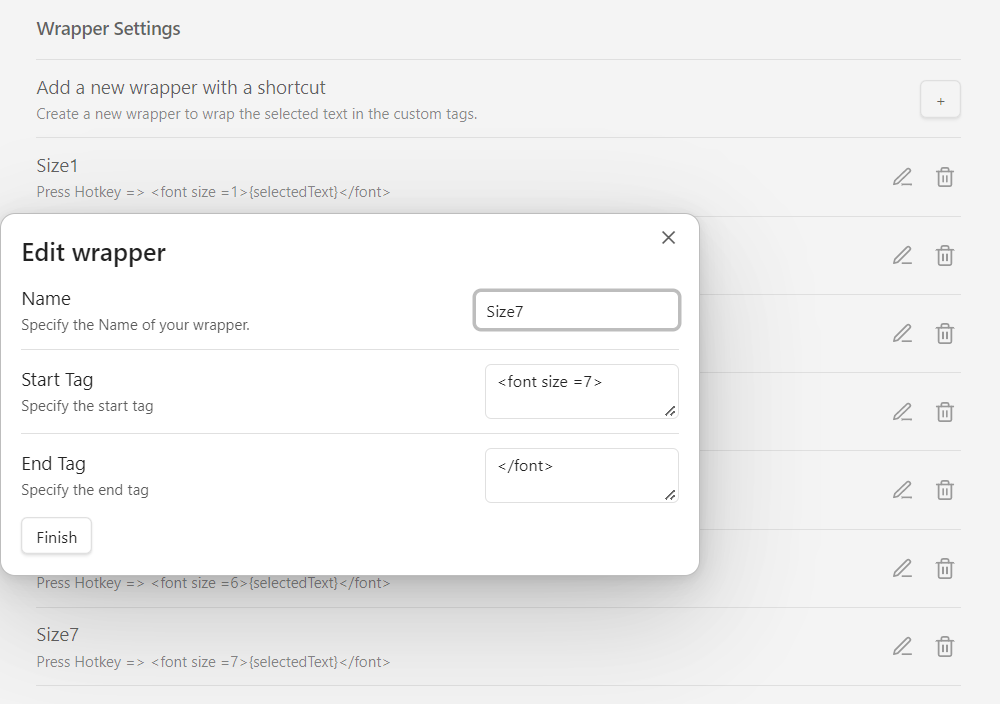 Wrapper Settings
Add a new wrapper with a shortcut
Create a new wrapper to wrap the selected text in the custom tags.
+
Size1
Press Hotkey => <font size =1>{selectedText}</font>
Edit wrapper
Name
Specify the Name of your wrapper.
Size7
Start Tag
Specify the start tag
<font size =7>
End Tag
Specify the end tag
</font>
Finish
Press Hotkey => <font size =6>{selectedText}</font>
Size7
Press Hotkey => <font size =7>{selectedText}</font>